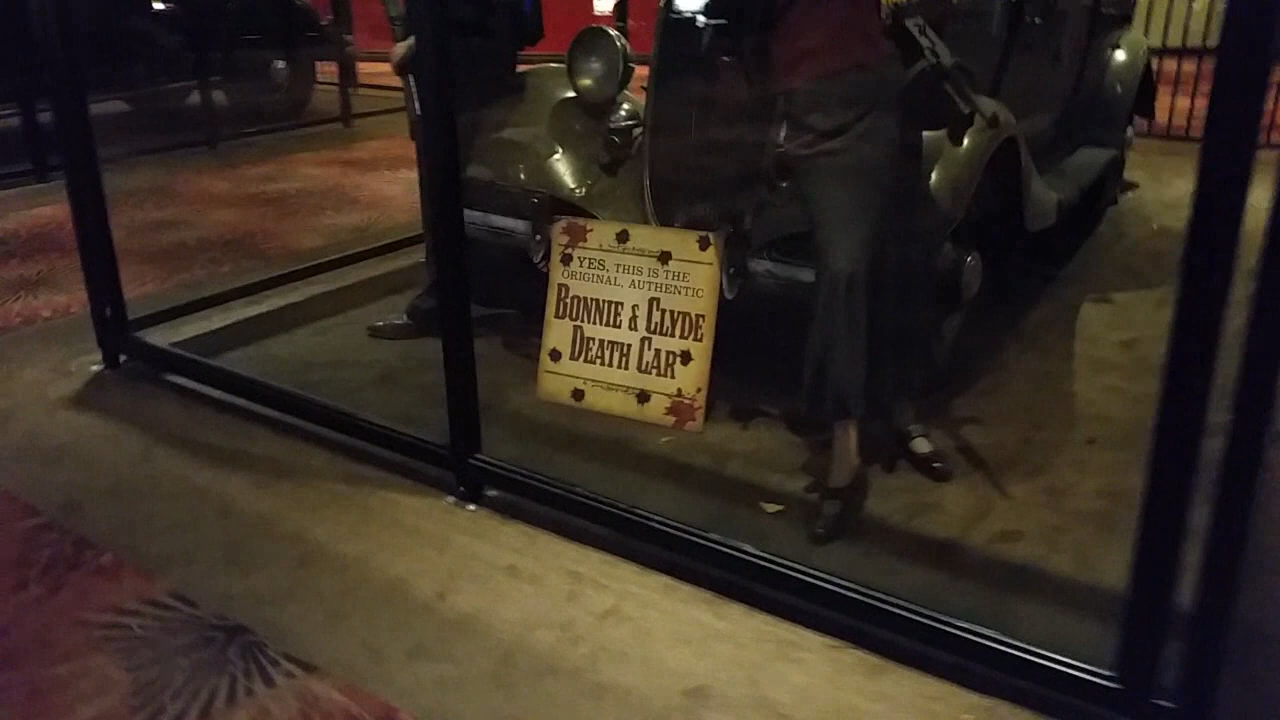 YES, THIS IS THE
ORIGINAL, AUTHENTIC
BONNIE & CLYDE
DEATH CAR